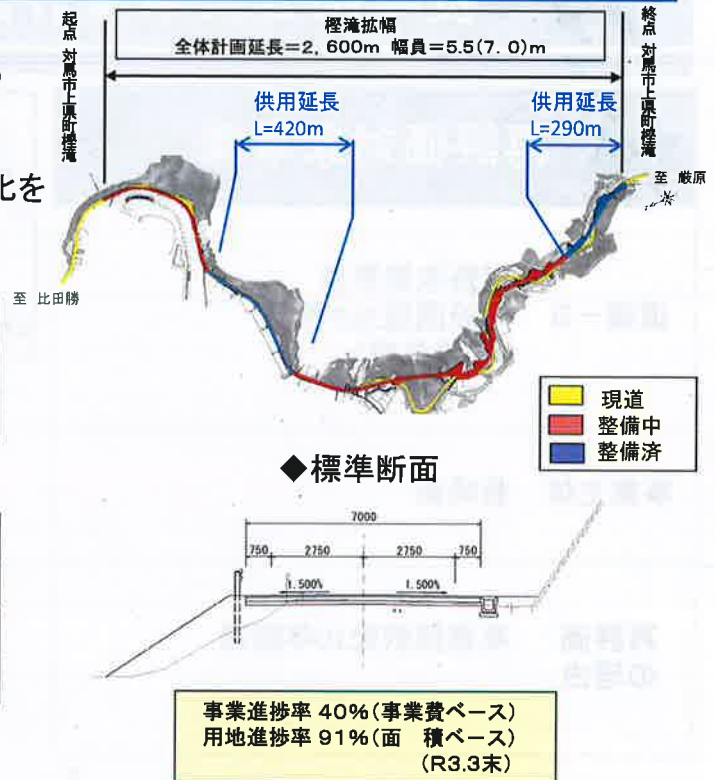 樫滝拡幅
全体計画延長=2,600m 幅員=5.5(7.0)m
起点 対馬市上県町樫滝
終点 対馬市上県町樫滝
供用延長
L=420m
供用延長
L=290m
化を
至 厳原
至 比田勝
現道
整備中
整備済
◆標準断面
7000
750 2750 2750 750
1.500% 1.500%
事業進捗率 40%(事業費ベース)
用地進捗率 91%(面 積ベース)
(R3.3末)